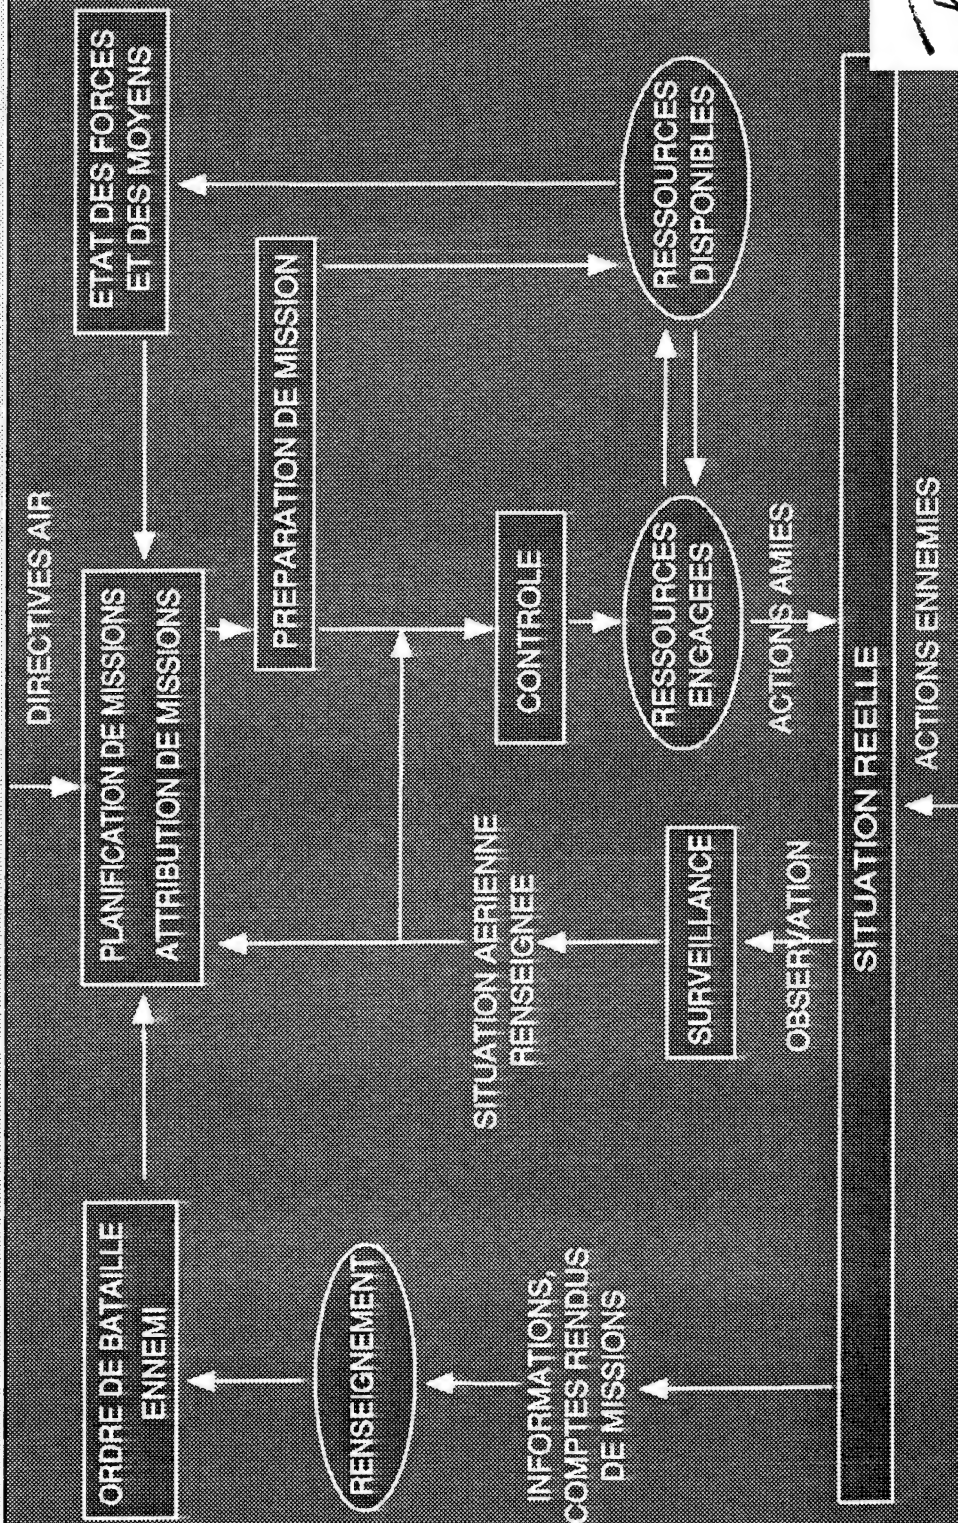 DIRECTIVES AIR
ORDRE DE BATAILLE
ENNEMI
PLANIFICATION DE MISSIONS
ATTRIBUTION DE MISSIONS
ETAT DES FORCES
ET DES MOYENS
PREPARATION DE MISSION
RENSEIGNEMENT
SITUATION AERIENNE
RENSEIGNEE
CONTROLE
INFORMATIONS,
COMPTES RENDUS
DE MISSIONS
SURVEILLANCE
RESSOURCES
ENGAGEES
RESSOURCES
DISPONIBLES
OBSERVATION
ACTIONS AMIES
SITUATION REELLE
ACTIONS ENNEMIES